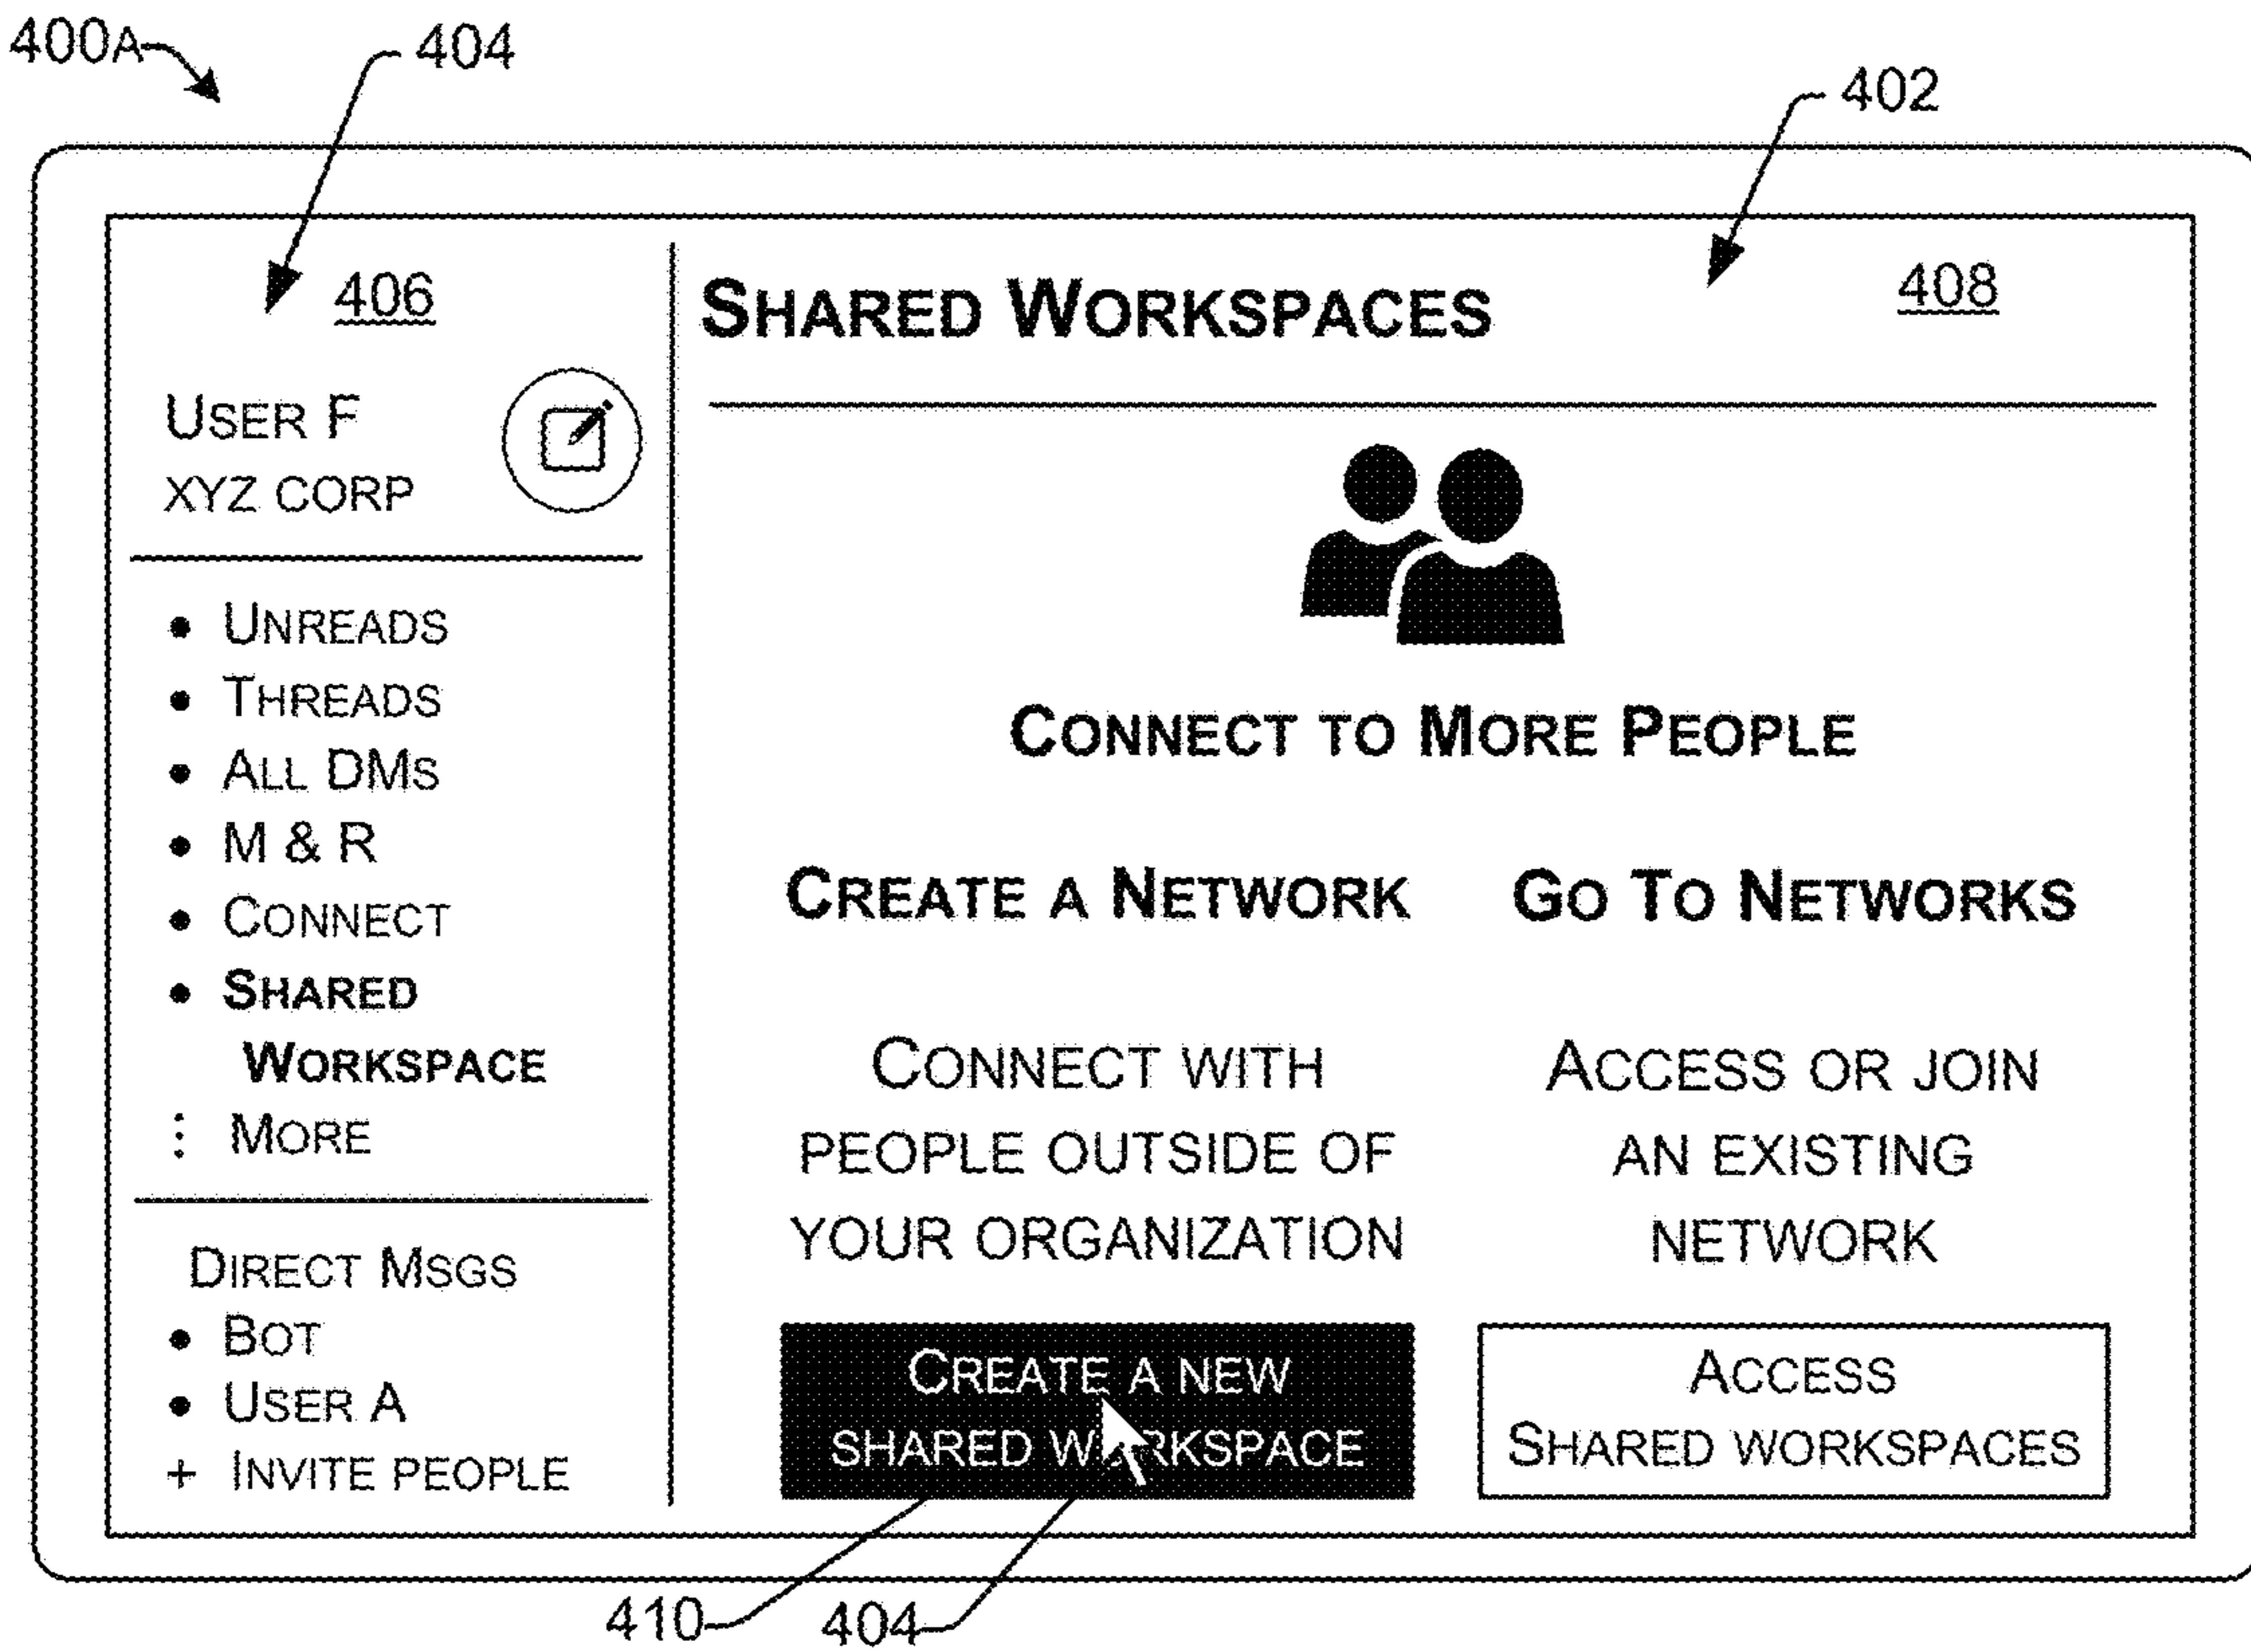 400A
404
402
406
USER F
XYZ CORP
• UNREADS
• THREADS
• ALL DMS
• M & R
• CONNECT
• SHARED
WORKSPACE
⋮ MORE
DIRECT MSGS
• BOT
• USER A
+ INVITE PEOPLE
SHARED WORKSPACES
408
CONNECT TO MORE PEOPLE
CREATE A NETWORK
CONNECT WITH
PEOPLE OUTSIDE OF
YOUR ORGANIZATION
CREATE A NEW
SHARED WORKSPACE
GO TO NETWORKS
ACCESS OR JOIN
AN EXISTING
NETWORK
ACCESS
SHARED WORKSPACES
410
404